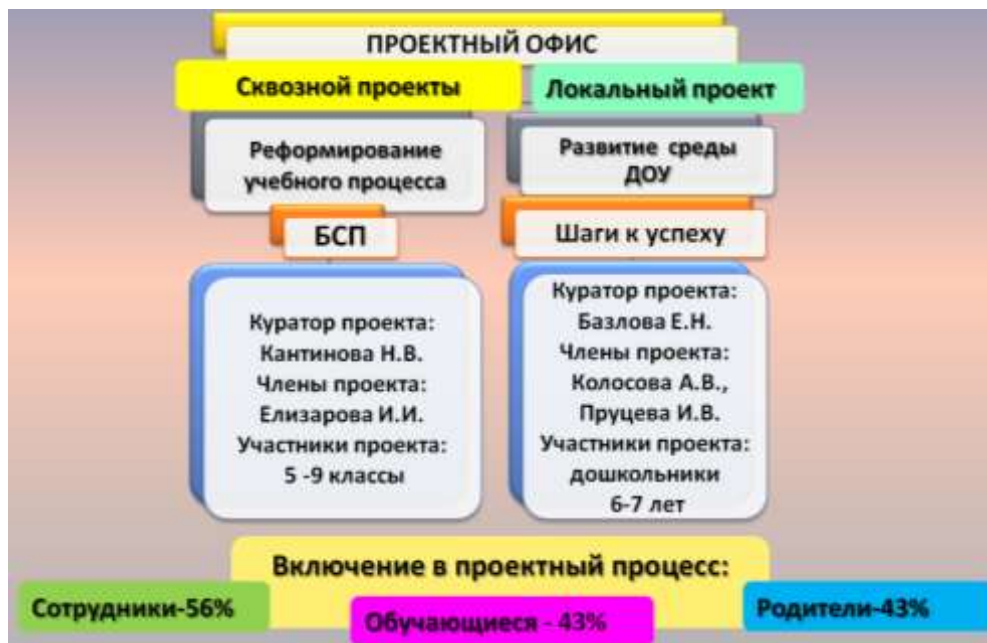 ПРОЕКТНЫЙ ОФИС
Сквозной проекты
Локальный проект
Реформирование
учебного процесса
Развитие среды
ДОУ
БСП
Шаги к успеху
Куратор проекта:
Кантинова Н.В.
Члены проекта:
Елизарова И.И.
Участники проекта:
5 -9 классы
Куратор проекта:
Базлова Е.Н.
Члены проекта:
Колосова А.В.,
Пруцева И.В.
Участники проекта:
дошкольники
6-7 лет
Включение в проектный процесс:
Сотрудники-56%
Обучающиеся - 43%
Родители-43%